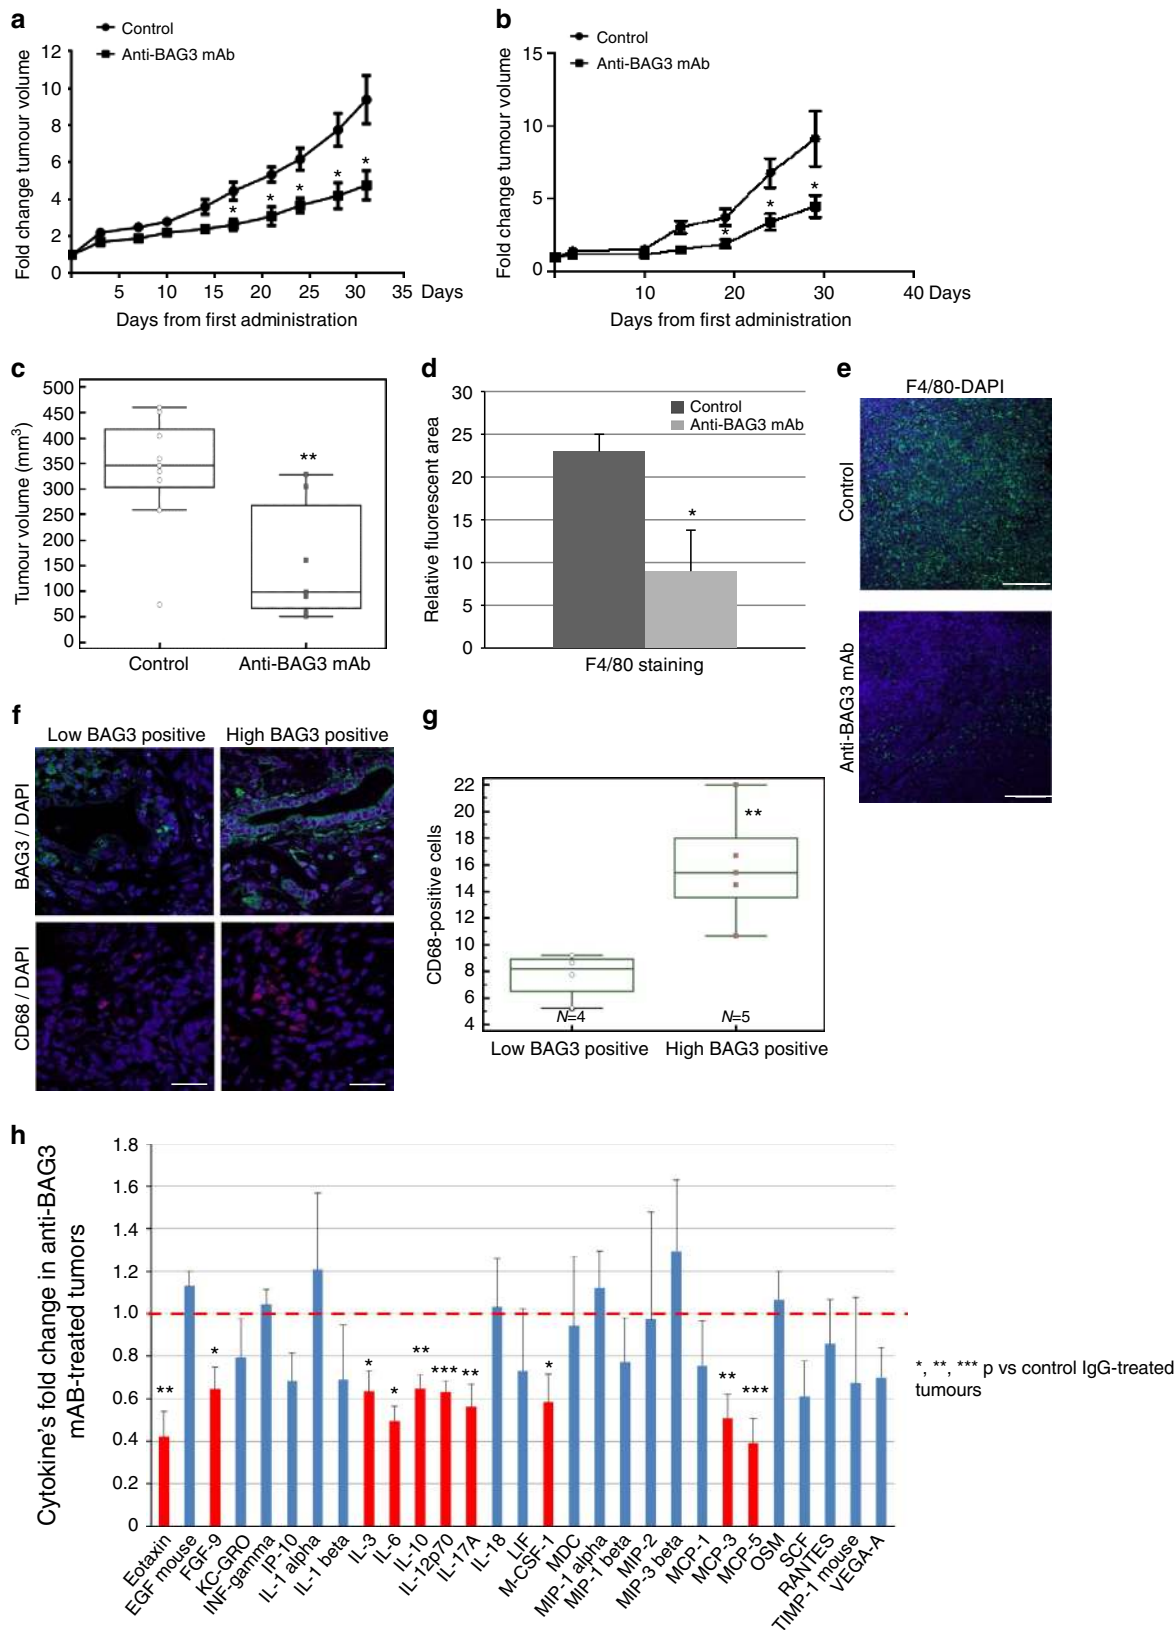 a
Control
Anti-BAG3 mAb
Fold change tumour volume
12
10
8
6
4
2
0
5 10 15 20 25 30 35 Days
Days from first administration
* * * * *
b
Control
Anti-BAG3 mAb
Fold change tumour volume
15
10
5
0
10 20 30 40 Days
Days from first administration
* * *
c
Tumour volume (mm3)
500
450
400
350
300
250
200
150
100
50
0
**
Control Anti-BAG3 mAb
d
Relative fluorescent area
30
25
20
15
10
5
0
Control
Anti-BAG3 mAb
*
F4/80 staining
e
F4/80-DAPI
Control
Anti-BAG3 mAb
f
Low BAG3 positive High BAG3 positive
BAG3 / DAPI
CD68 / DAPI
g
CD68-positive cells
22
20
18
16
14
12
10
8
6
4
**
N=4 N=5
Low BAG3 positive High BAG3 positive
h
Cytokine's fold change in anti-BAG3
mAB-treated tumors
1.8
1.6
1.4
1.2
1.0
0.8
0.6
0.4
0.2
0
** * * * ** *** ** * ** ***
Eotaxin
EGF mouse
FGF-9
KC-GRO
INF-gamma
IP-10
IL-1 alpha
IL-1 beta
IL-3
IL-6
IL-10
IL-12p70
IL-17A
IL-18
LIF
M-CSF-1
MDC
MIP-1 alpha
MIP-1 beta
MIP-2
MIP-3 beta
MCP-1
MCP-3
MCP-5
OSM
SCF
RANTES
TIMP-1 mouse
VEGA-A
*, **, *** p vs control IgG-treated
tumours